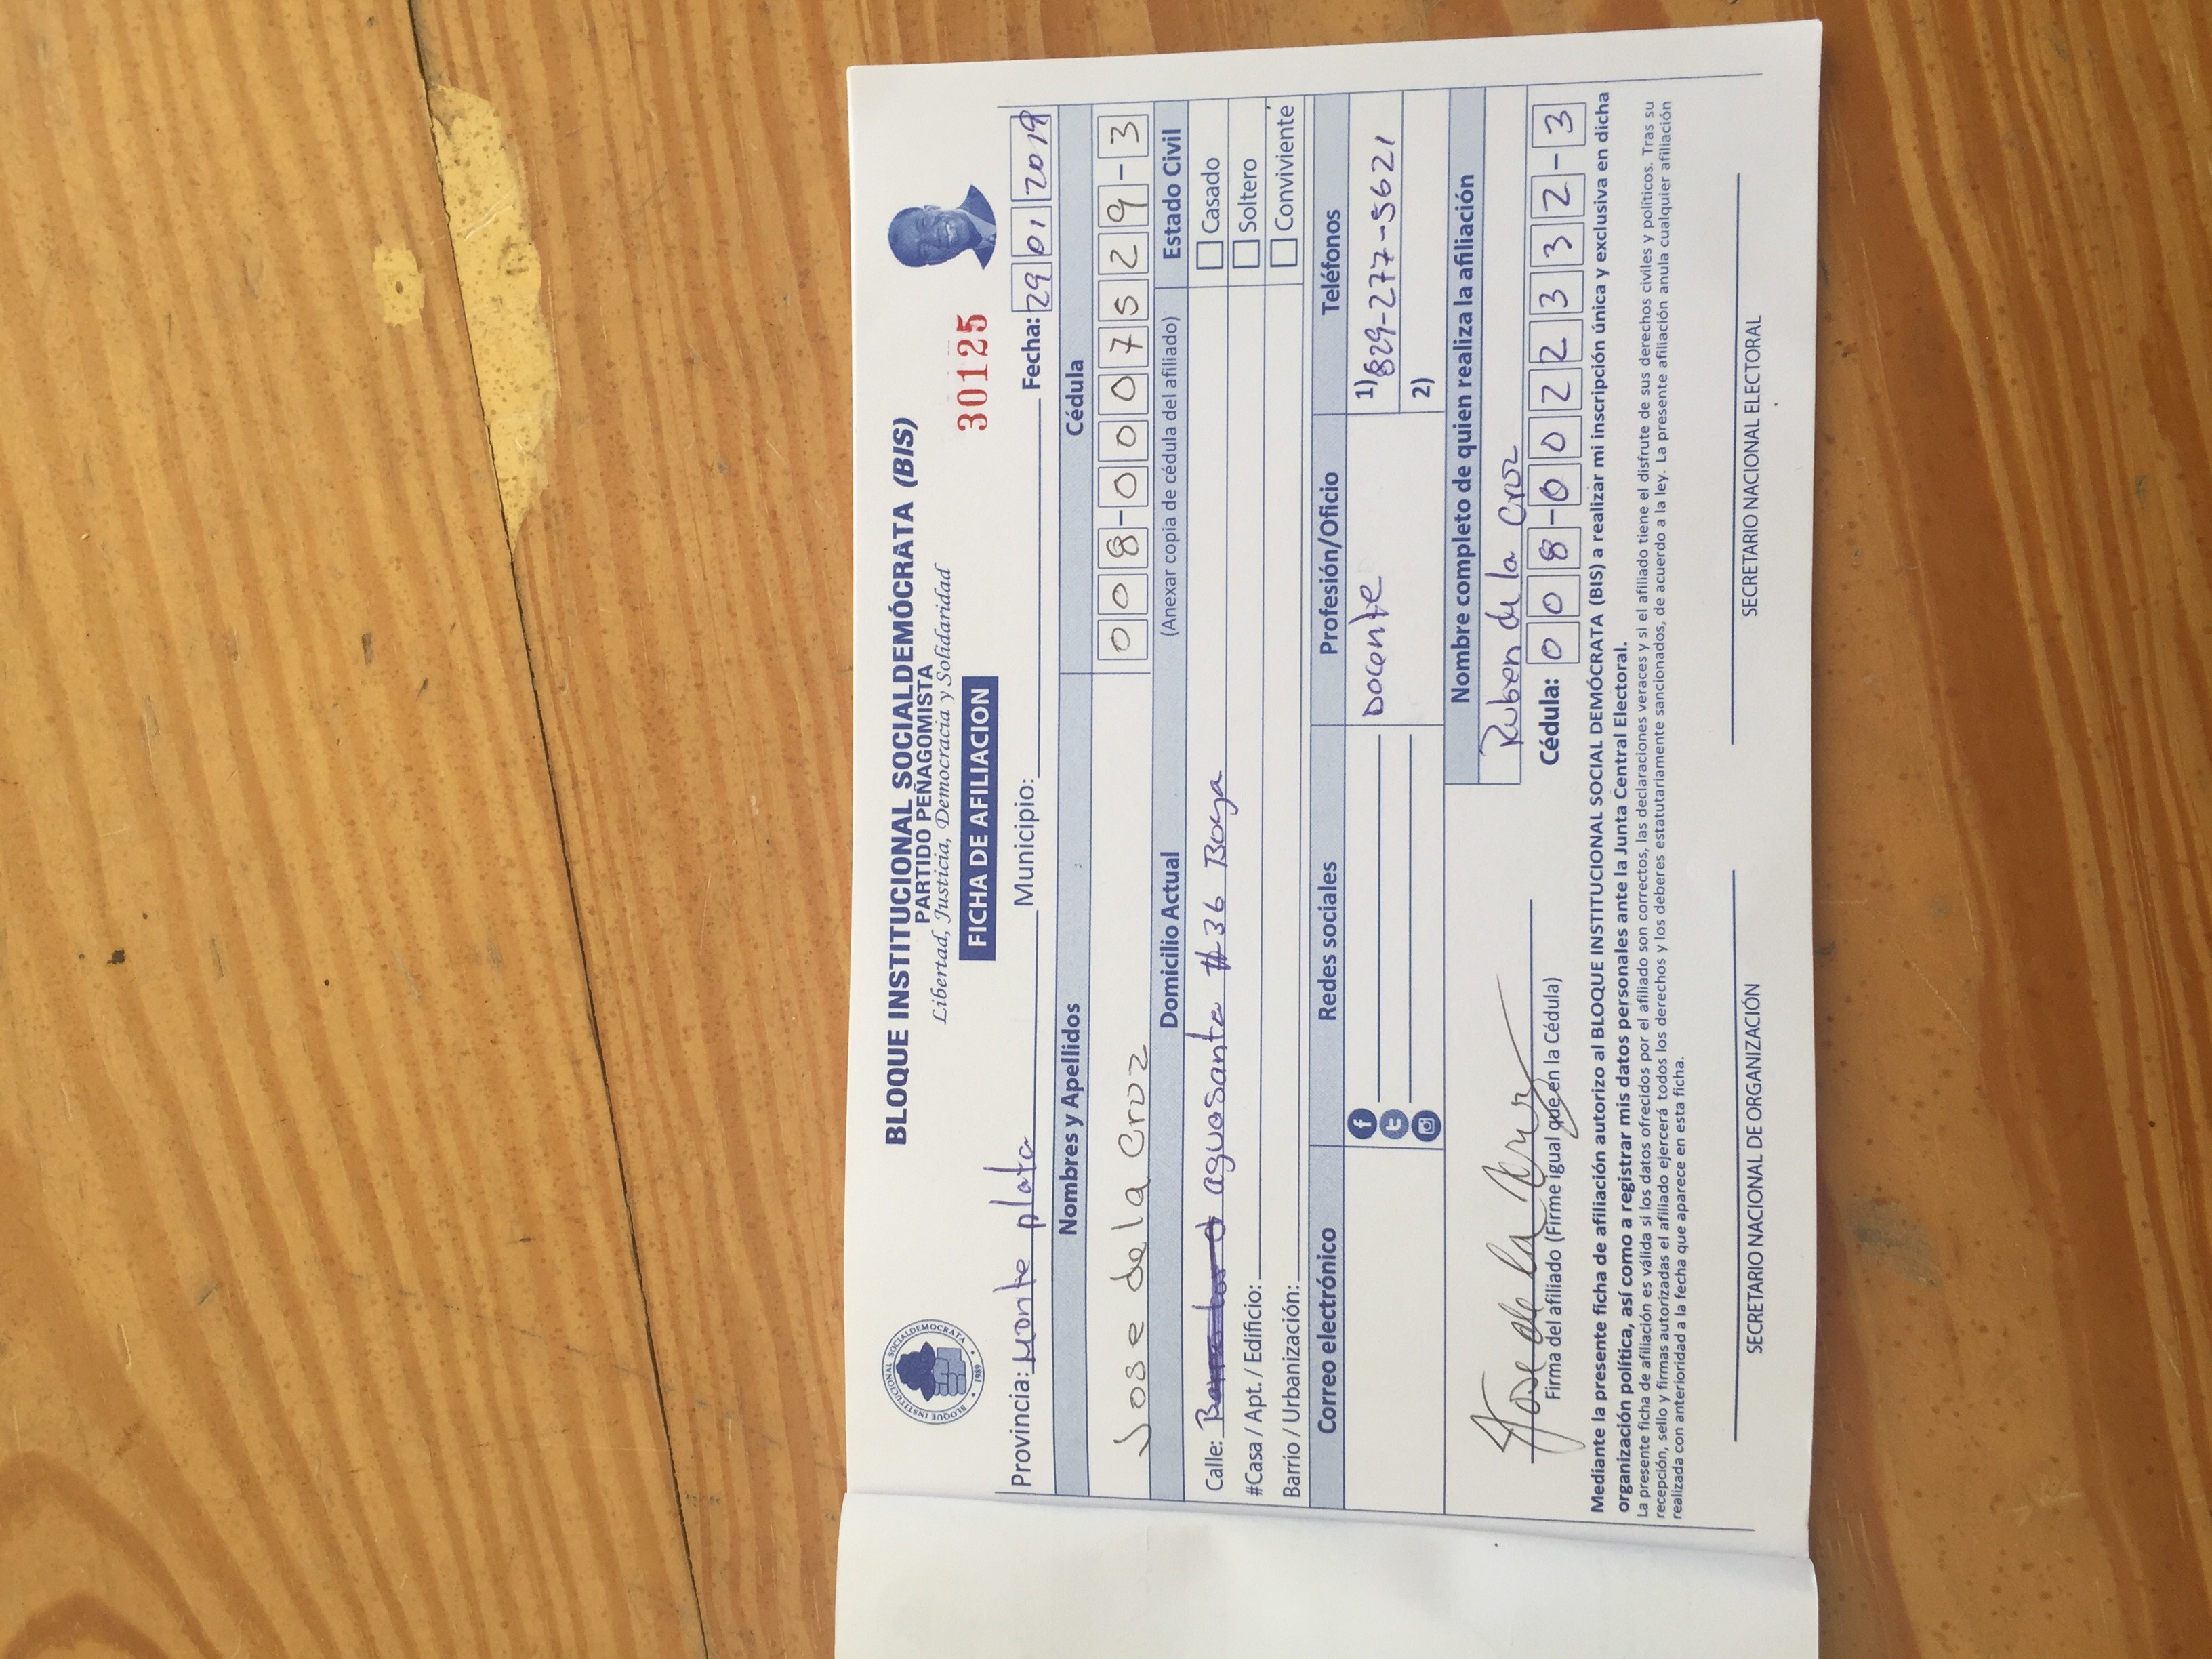 BLOQUE INSTITUCIONAL SOCIALDEMÓCRATA (BIS)
PARTIDO PEÑAGOMISTA
Libertad, Justicia, Democracia y Solidaridad
BLOQUE INSTITUCIONAL SOCIALDEMOCRATA • 1989 •
FICHA DE AFILIACION
30125
Provincia: Monte plata Municipio: Fecha: 29 01 2019
Nombres y Apellidos Cédula
Jose de la Cruz 008-0007529-3
Domicilio Actual (Anexar copia de cédula del afiliado) Estado Civil
Calle: aguasanta #36 Boya Casado
#Casa / Apt. / Edificio: Soltero
Barrio / Urbanización: Conviviente
Correo electrónico Redes sociales Profesión/Oficio Teléfonos
Docente 1) 829-277-5621
2)
Nombre completo de quien realiza la afiliación
Ruben de la Cruz
Jose de la Cruz
Firma del afiliado (Firme igual que en la Cédula) Cédula: 008-0022332-3
Mediante la presente ficha de afiliación autorizo al BLOQUE INSTITUCIONAL SOCIAL DEMÓCRATA (BIS) a realizar mi inscripción única y exclusiva en dicha
organización política, así como a registrar mis datos personales ante la Junta Central Electoral.
La presente ficha de afiliación es válida si los datos ofrecidos por el afiliado son correctos, las declaraciones veraces y si el afiliado tiene el disfrute de sus derechos civiles y políticos. Tras su
recepción, sello y firmas autorizadas el afiliado ejercerá todos los derechos y los deberes estatutariamente sancionados, de acuerdo a la ley. La presente afiliación anula cualquier afiliación
realizada con anterioridad a la fecha que aparece en esta ficha.
SECRETARIO NACIONAL DE ORGANIZACIÓN SECRETARIO NACIONAL ELECTORAL